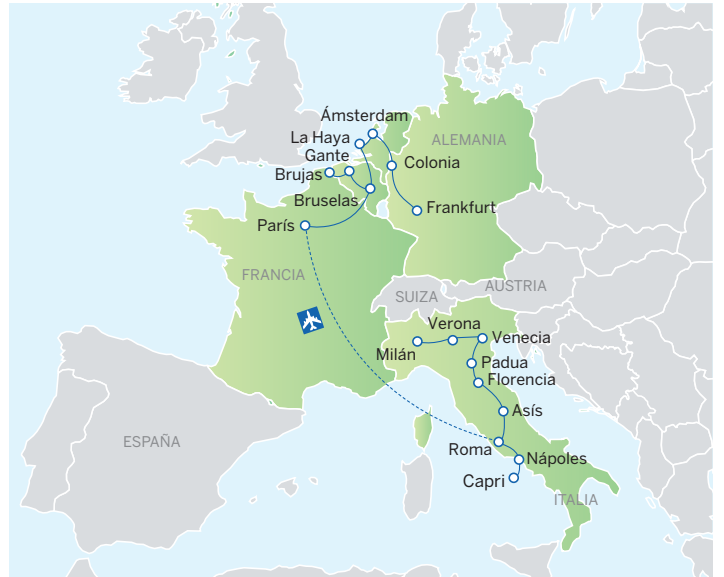 Ámsterdam
La Haya
ALEMANIA
Gante
Colonia
Brujas
Bruselas
Frankfurt
París
FRANCIA
SUIZA
AUSTRIA
Verona
Venecia
Milán
Padua
Florencia
Asís
ESPAÑA
Roma
Nápoles
Capri
ITALIA